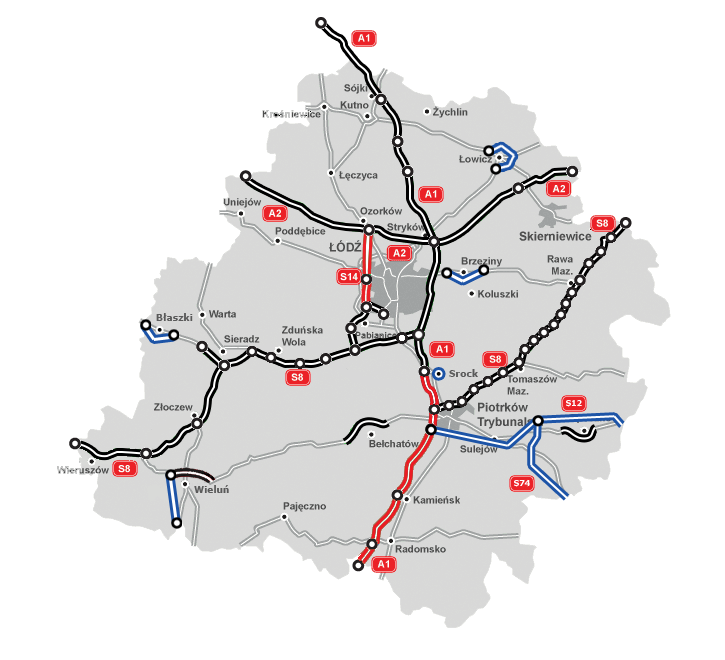 A1
Sójki
Kutno
Krośniewice
Żychlin
Łowicz
Łęczyca
A1
A2
Uniejów
A2
Ozorków
Poddębice
Stryków
S8
Skierniewice
ŁÓDŹ
A2
Brzeziny
Rawa
Maz.
S14
Koluszki
Błaszki
Warta
Zduńska
Wola
Pabianice
Sieradz
A1
S8
S8
Srock
Tomaszów
Maz.
Złoczew
Piotrków
Trybunalski
S12
Bełchatów
Sulejów
Wieruszów
S8
Wieluń
S74
Pajęczno
Kamieńsk
Radomsko
A1